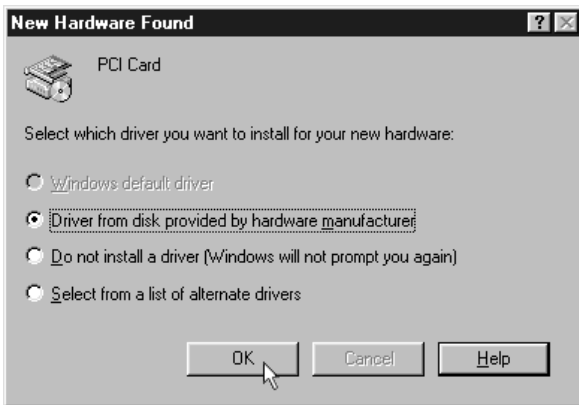 New Hardware Found
PCI Card
Select which driver you want to install for your new hardware:
Windows default driver
Driver from disk provided by hardware manufacturer
Do not install a driver (Windows will not prompt you again)
Select from a list of alternate drivers
OK Cancel Help